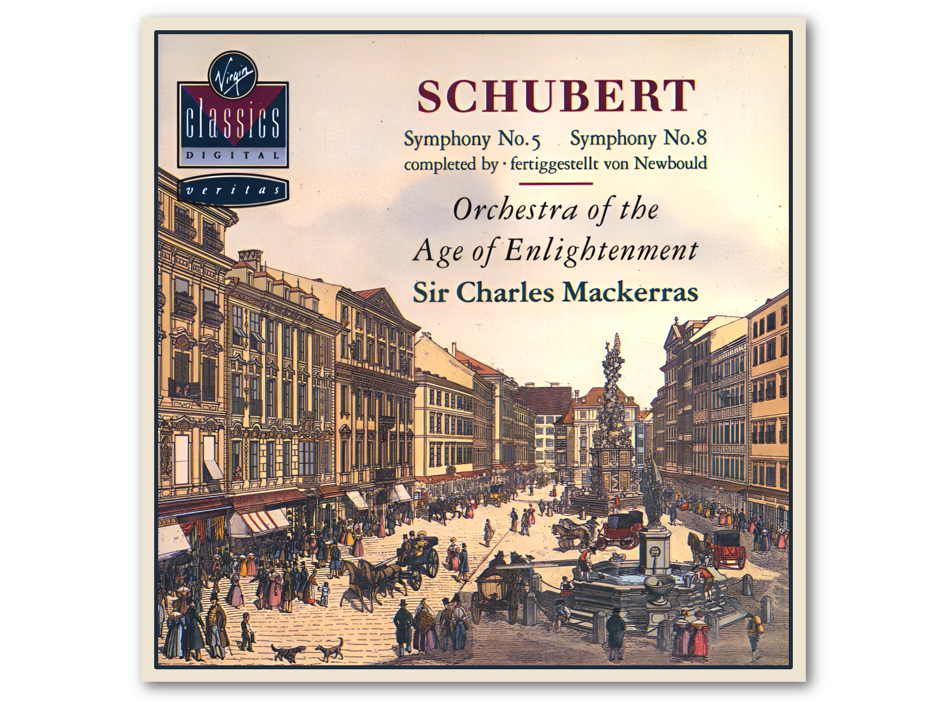 Virgin
classics
DIGITAL
veritas
SCHUBERT
Symphony No.5 Symphony No.8
completed by · fertiggestellt von Newbould
Orchestra of the
Age of Enlightenment
Sir Charles Mackerras